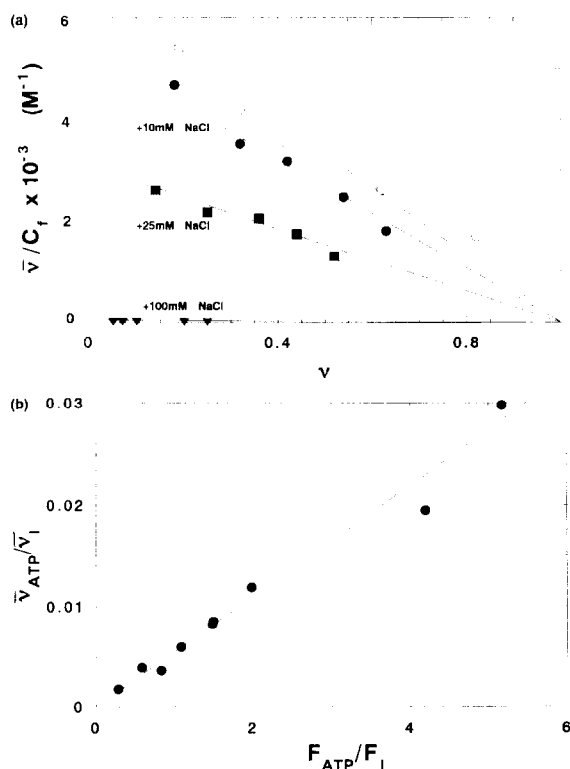 (a)
6
4
2
0
ν̄/C_f x 10⁻³ (M⁻¹)
+10mM NaCl
+25mM NaCl
+100mM NaCl
0 0.4 0.8
ν
(b)
0.03
0.02
0.01
0
ν̄_ATP/ν̄_I
0 2 4 6
F_ATP/F_I